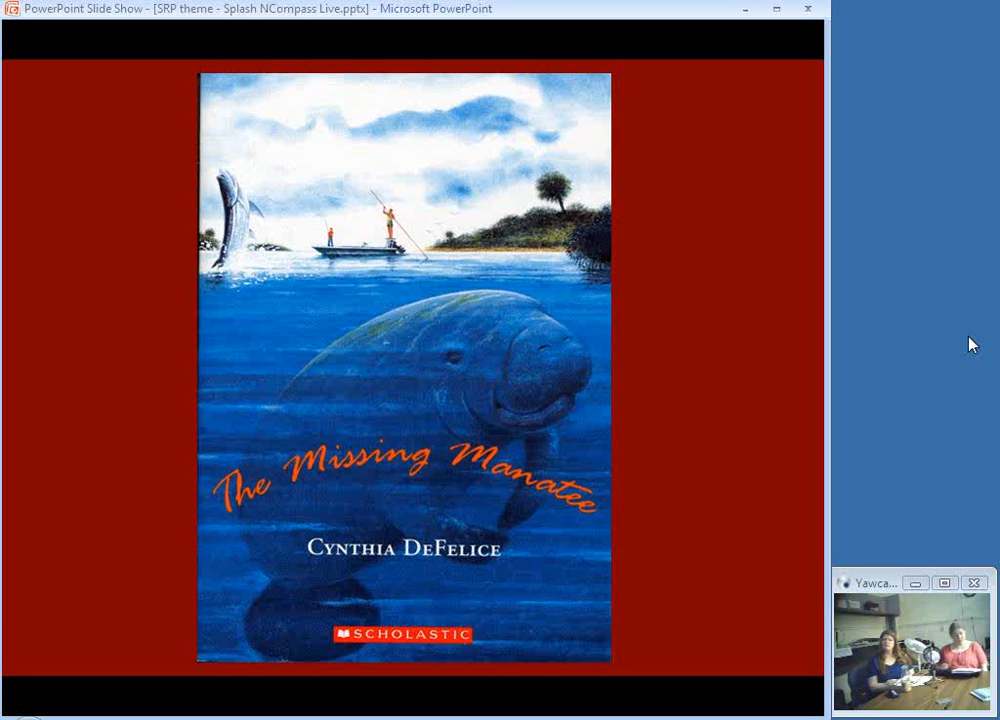 PowerPoint Slide Show - [SRP theme - Splash NCompass Live.pptx] - Microsoft PowerPoint
The Missing Manatee
CYNTHIA DEFELICE
SCHOLASTIC
Yawca...